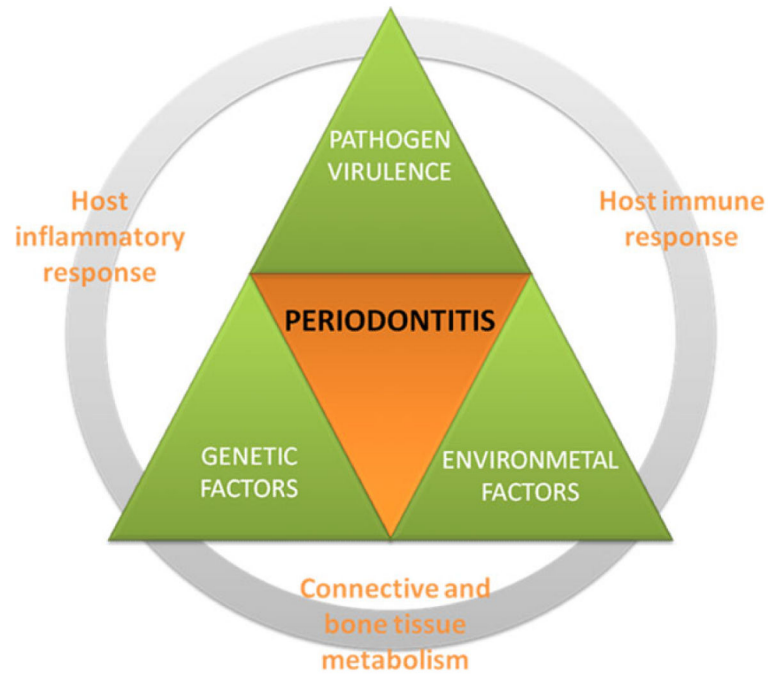 PATHOGEN
VIRULENCE
Host
inflammatory
response
Host immune
response
PERIODONTITIS
GENETIC
FACTORS
ENVIRONMETAL
FACTORS
Connective and
bone tissue
metabolism